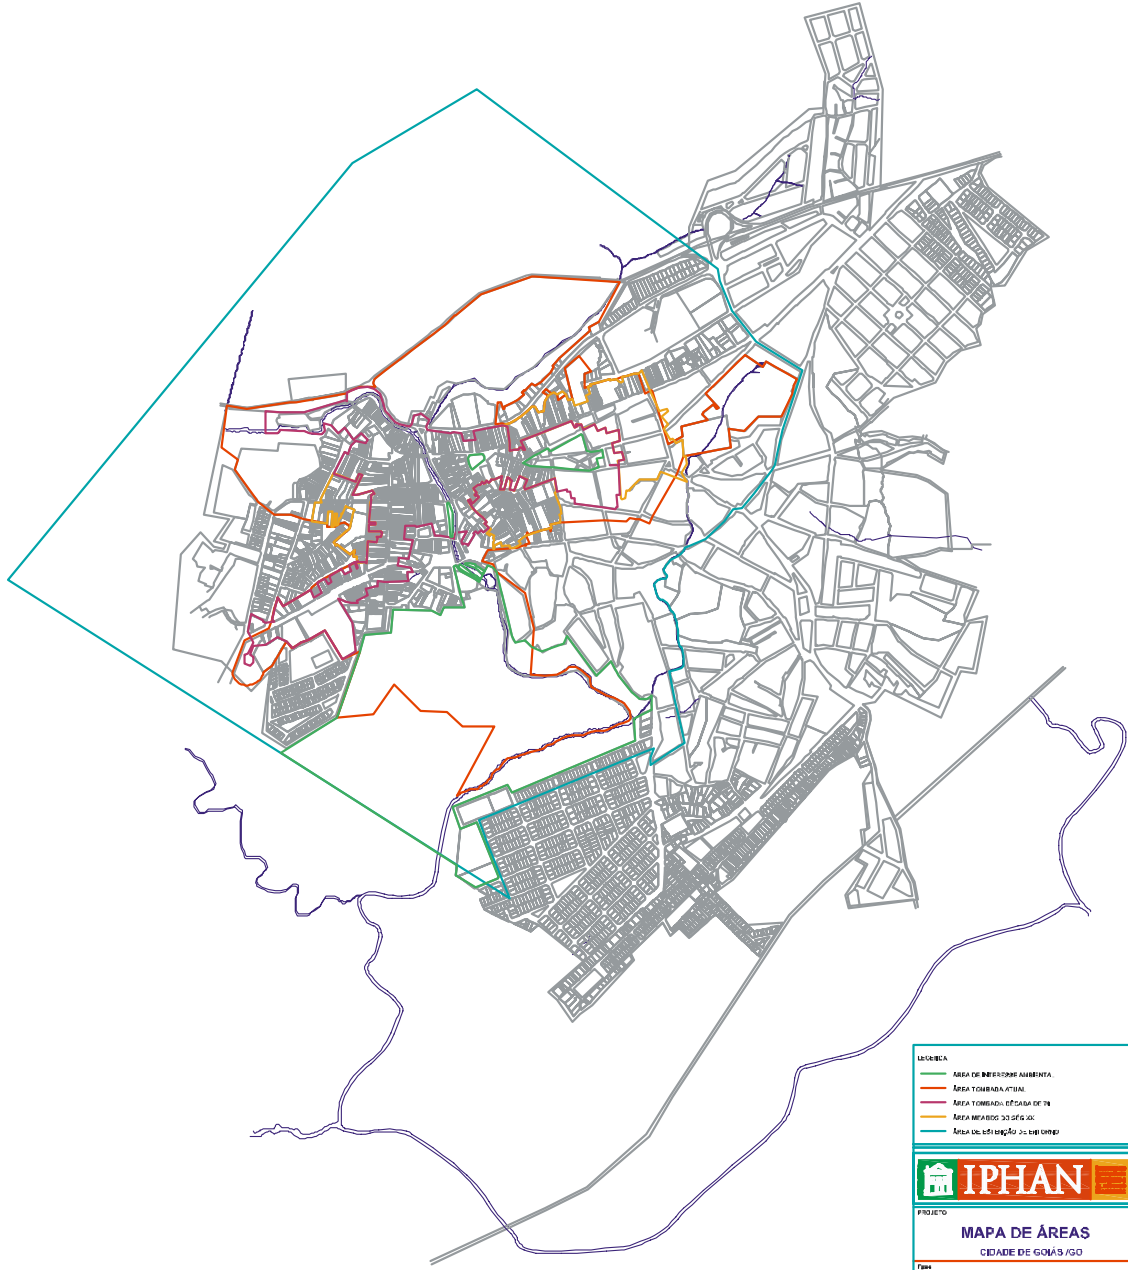 LEGENDA
ÁREA DE INTERESSE AMBIENTAL
ÁREA TOMBADA ATUAL
ÁREA TOMBADA DÉCADA DE 70
ÁREA MEADOS DO SÉC XX
ÁREA DE EXTENÇÃO DE ENTORNO
IPHAN
PROJETO
MAPA DE ÁREAS
CIDADE DE GOIÁS /GO